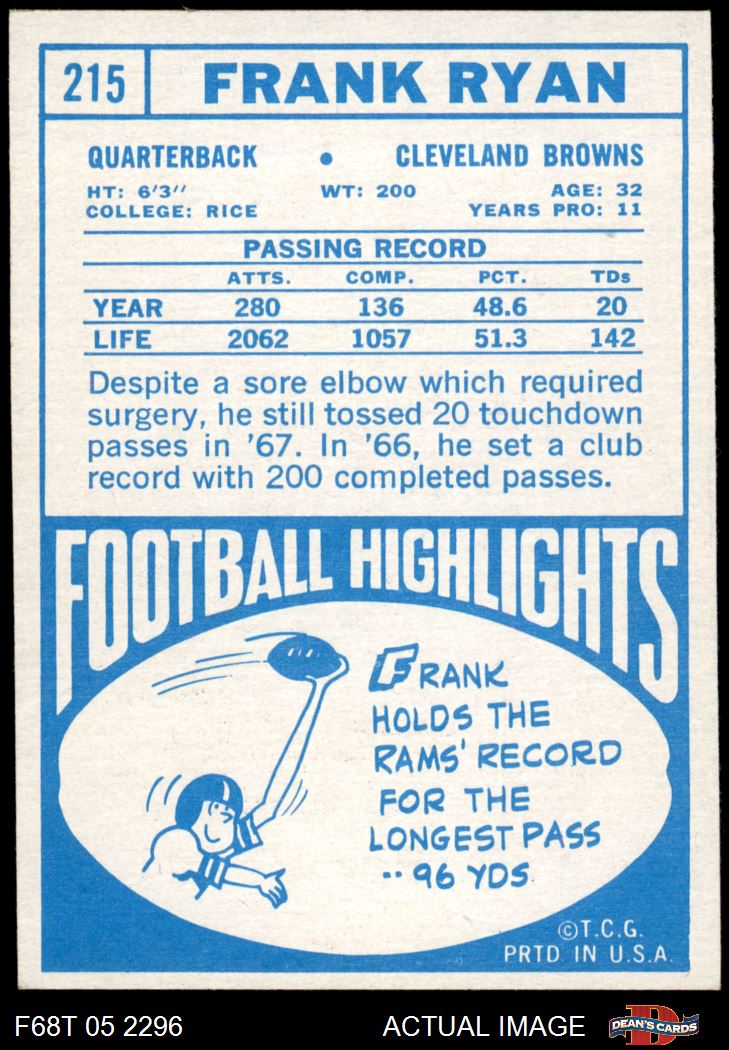 215 FRANK RYAN
QUARTERBACK • CLEVELAND BROWNS
HT: 6'3'' WT: 200 AGE: 32
COLLEGE: RICE YEARS PRO: 11
PASSING RECORD
ATTS. COMP. PCT. TDs
YEAR 280 136 48.6 20
LIFE 2062 1057 51.3 142
Despite a sore elbow which required
surgery, he still tossed 20 touchdown
passes in '67. In '66, he set a club
record with 200 completed passes.
FOOTBALL HIGHLIGHTS
FRANK
HOLDS THE
RAMS' RECORD
FOR THE
LONGEST PASS
·· 96 YDS.
©T.C.G.
PRTD. IN U.S.A.
F68T 05 2296 ACTUAL IMAGE D DEAN'S CARDS